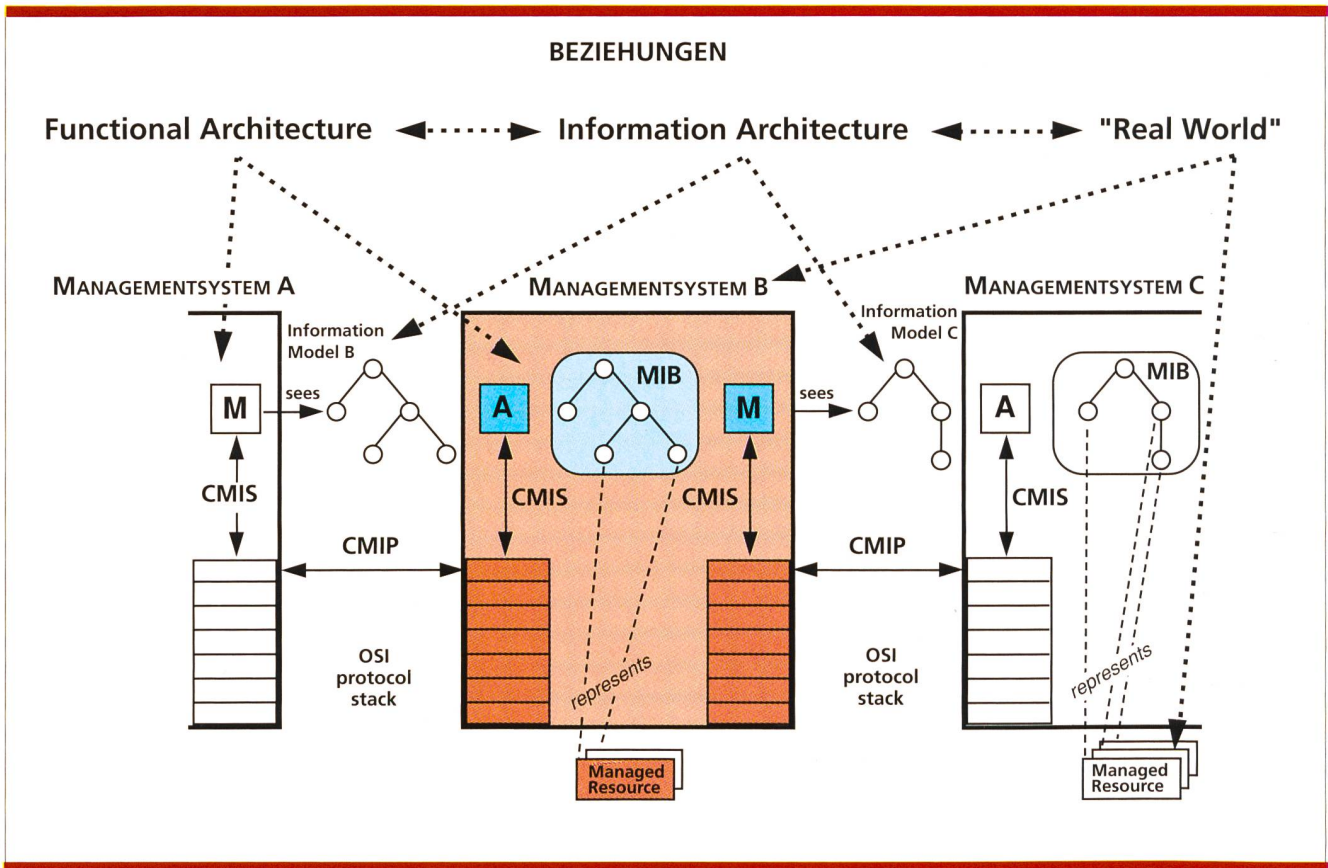 BEZIEHUNGEN
Functional Architecture
Information Architecture
"Real World"
MANAGEMENTSYSTEM A
MANAGEMENTSYSTEM B
MANAGEMENTSYSTEM C
Information
Model B
M
sees
CMIS
CMIP
OSI
protocol
stack
A
MIB
M
CMIS
CMIS
represents
Managed
Resource
Information
Model C
sees
CMIP
OSI
protocol
stack
A
MIB
CMIS
represents
Managed
Resource